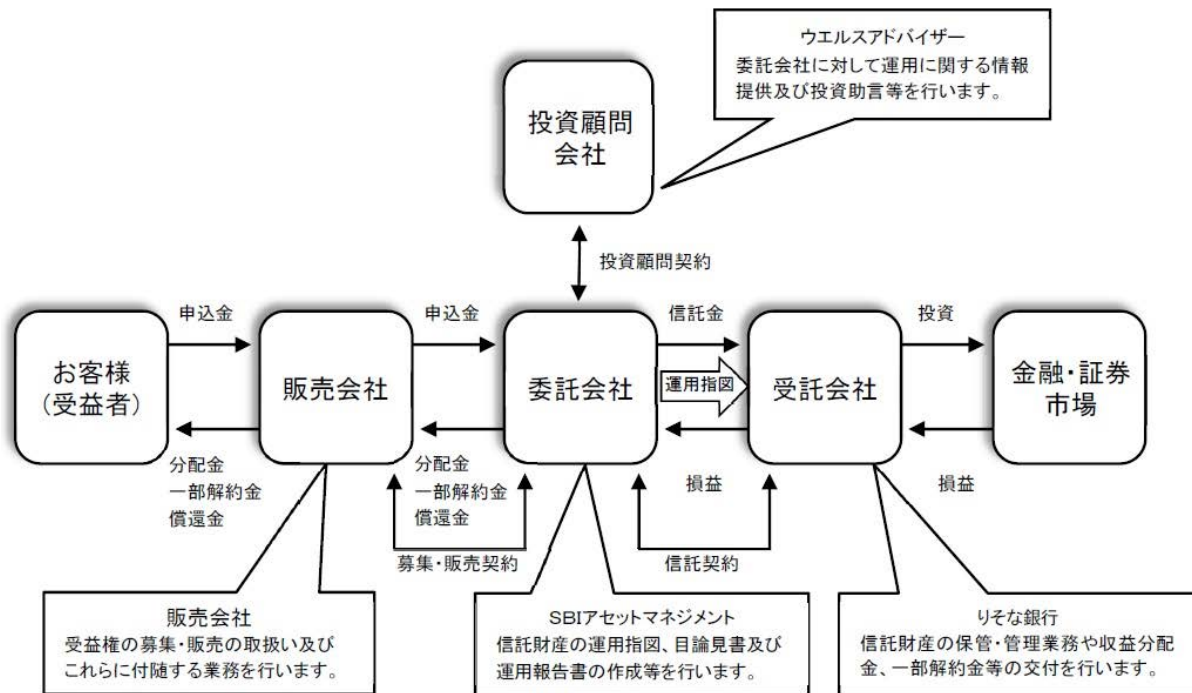 ウエルスアドバイザー
委託会社に対して運用に関する情報
提供及び投資助言等を行います。
投資顧問
会社
投資顧問契約
申込金
申込金
信託金
投資
お客様
（受益者）
販売会社
委託会社
運用指図
受託会社
金融・証券
市場
分配金
一部解約金
償還金
分配金
一部解約金
償還金
損益
損益
募集・販売契約
信託契約
販売会社
受益権の募集・販売の取扱い及び
これらに付随する業務を行います。
SBIアセットマネジメント
信託財産の運用指図、目論見書及び
運用報告書の作成等を行います。
りそな銀行
信託財産の保管・管理業務や収益分配
金、一部解約金等の交付を行います。